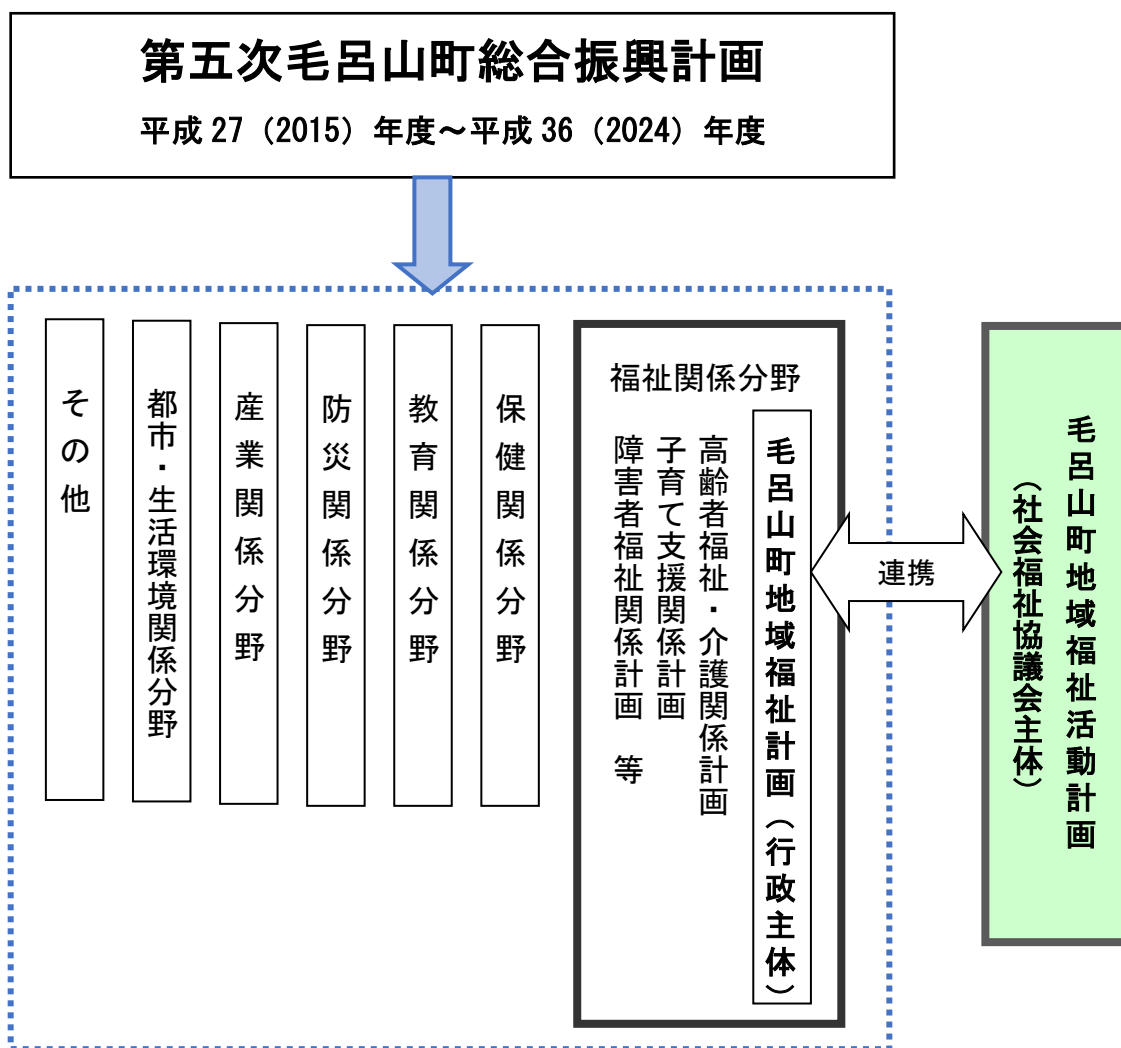 第五次毛呂山町総合振興計画
平成 27（2015）年度～平成 36（2024）年度
その他
都市・生活環境関係分野
産業関係分野
防災関係分野
教育関係分野
保健関係分野
福祉関係分野
毛呂山町地域福祉計画（行政主体）
高齢者福祉・介護関係計画
子育て支援関係計画
障害者福祉関係計画　等
連携
毛呂山町地域福祉活動計画
（社会福祉協議会主体）